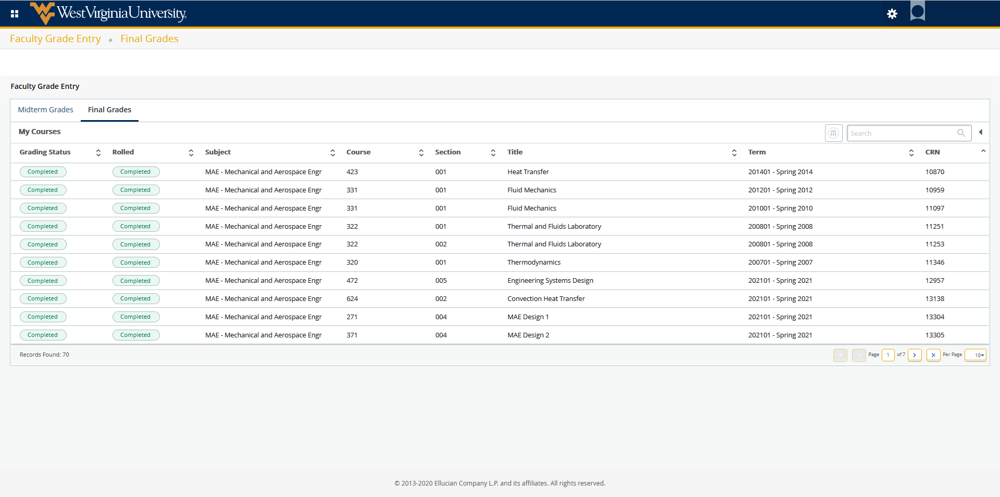 WestVirginiaUniversity.
Faculty Grade Entry • Final Grades
Faculty Grade Entry
Midterm Grades Final Grades
My Courses Search
Grading Status Rolled Subject Course Section Title Term CRN
Completed Completed MAE - Mechanical and Aerospace Engr 423 001 Heat Transfer 201401 - Spring 2014 10870
Completed Completed MAE - Mechanical and Aerospace Engr 331 001 Fluid Mechanics 201201 - Spring 2012 10959
Completed Completed MAE - Mechanical and Aerospace Engr 331 001 Fluid Mechanics 201001 - Spring 2010 11097
Completed Completed MAE - Mechanical and Aerospace Engr 322 001 Thermal and Fluids Laboratory 200801 - Spring 2008 11251
Completed Completed MAE - Mechanical and Aerospace Engr 322 002 Thermal and Fluids Laboratory 200801 - Spring 2008 11253
Completed Completed MAE - Mechanical and Aerospace Engr 320 001 Thermodynamics 200701 - Spring 2007 11346
Completed Completed MAE - Mechanical and Aerospace Engr 472 005 Engineering Systems Design 202101 - Spring 2021 12957
Completed Completed MAE - Mechanical and Aerospace Engr 624 002 Convection Heat Transfer 202101 - Spring 2021 13138
Completed Completed MAE - Mechanical and Aerospace Engr 271 004 MAE Design 1 202101 - Spring 2021 13304
Completed Completed MAE - Mechanical and Aerospace Engr 371 004 MAE Design 2 202101 - Spring 2021 13305
Records Found: 70 Page 1 of 7 Per Page 10
© 2013-2020 Ellucian Company L.P. and its affiliates. All rights reserved.